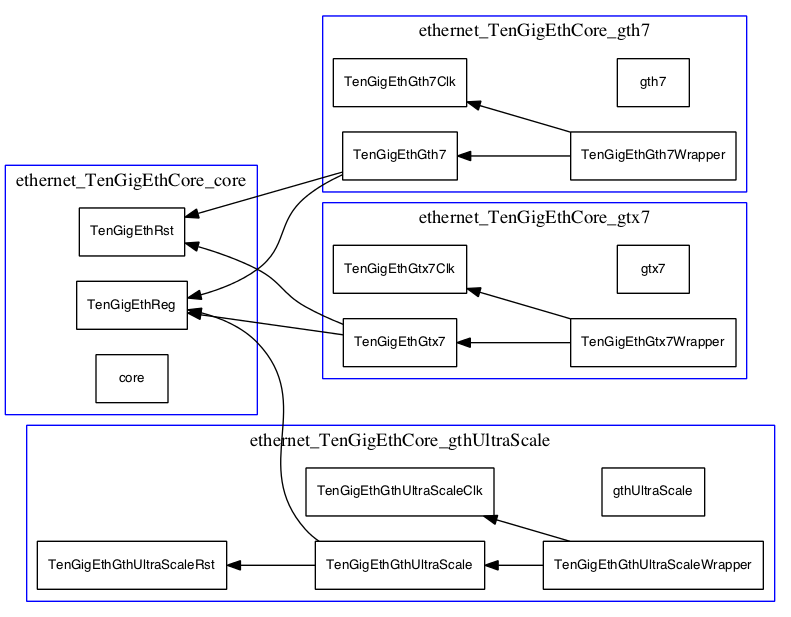 ethernet_TenGigEthCore_gth7
TenGigEthGth7Clk
gth7
TenGigEthGth7
TenGigEthGth7Wrapper
ethernet_TenGigEthCore_core
TenGigEthRst
TenGigEthReg
core
ethernet_TenGigEthCore_gtx7
TenGigEthGtx7Clk
gtx7
TenGigEthGtx7
TenGigEthGtx7Wrapper
ethernet_TenGigEthCore_gthUltraScale
TenGigEthGthUltraScaleClk
gthUltraScale
TenGigEthGthUltraScaleRst
TenGigEthGthUltraScale
TenGigEthGthUltraScaleWrapper